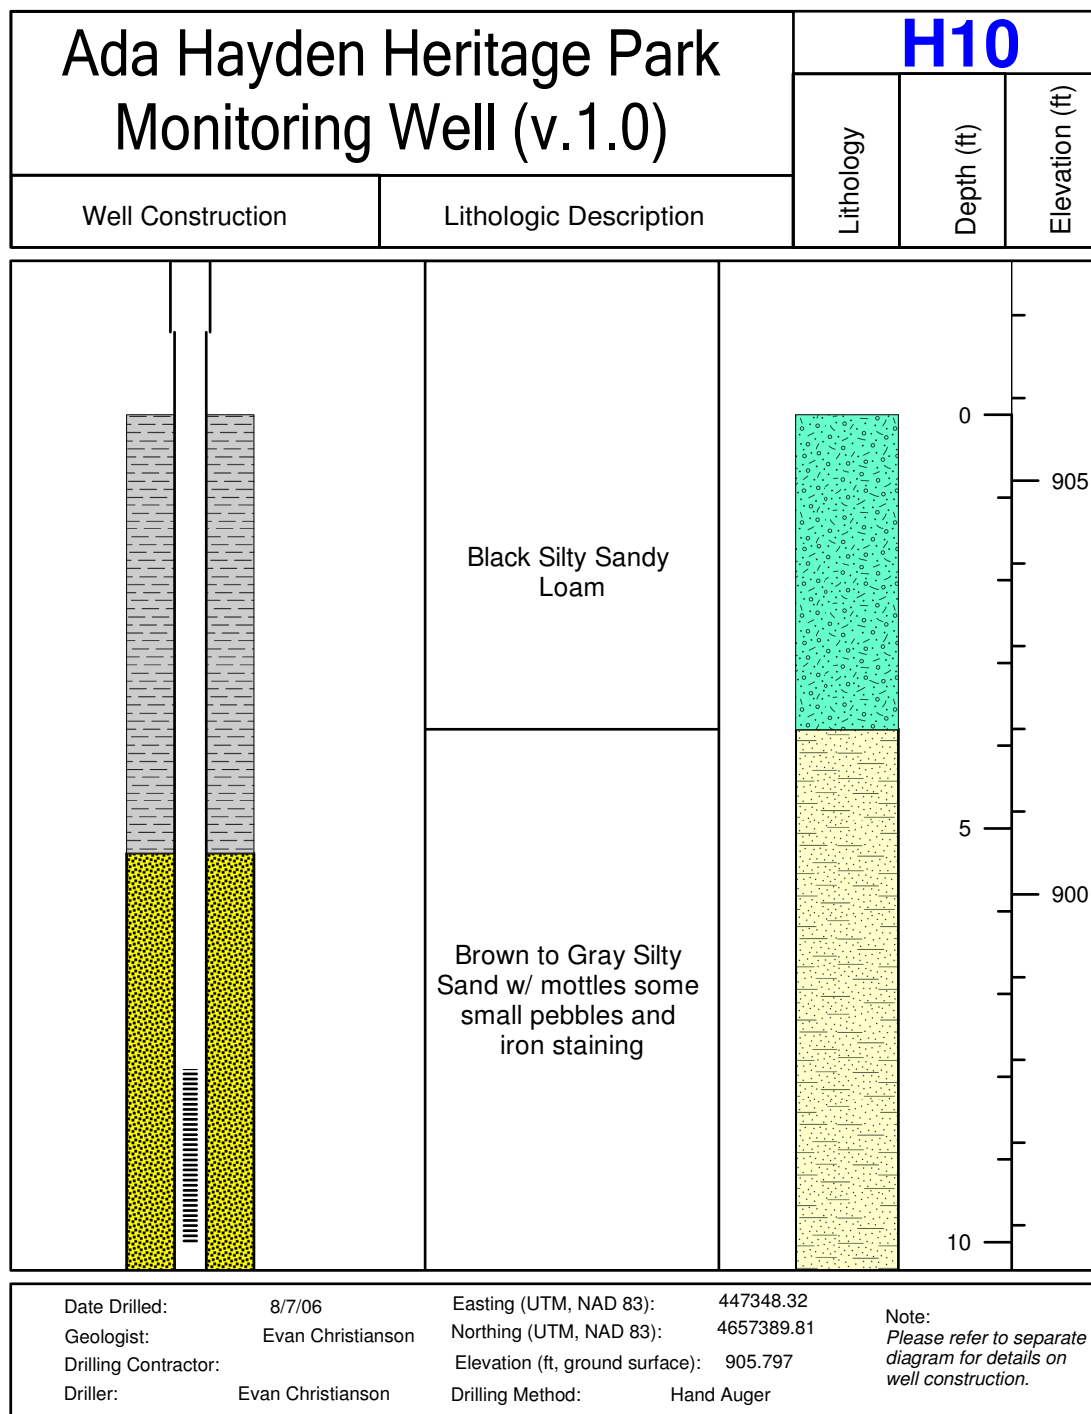 Ada Hayden Heritage Park
Monitoring Well (v.1.0)
H10
Well Construction
Lithologic Description
Lithology
Depth (ft)
Elevation (ft)
0
905
Black Silty Sandy
Loam
5
900
Brown to Gray Silty
Sand w/ mottles some
small pebbles and
iron staining
10
Date Drilled: 8/7/06
Geologist: Evan Christianson
Drilling Contractor:
Driller: Evan Christianson
Easting (UTM, NAD 83): 447348.32
Northing (UTM, NAD 83): 4657389.81
Elevation (ft, ground surface): 905.797
Drilling Method: Hand Auger
Note:
Please refer to separate
diagram for details on
well construction.